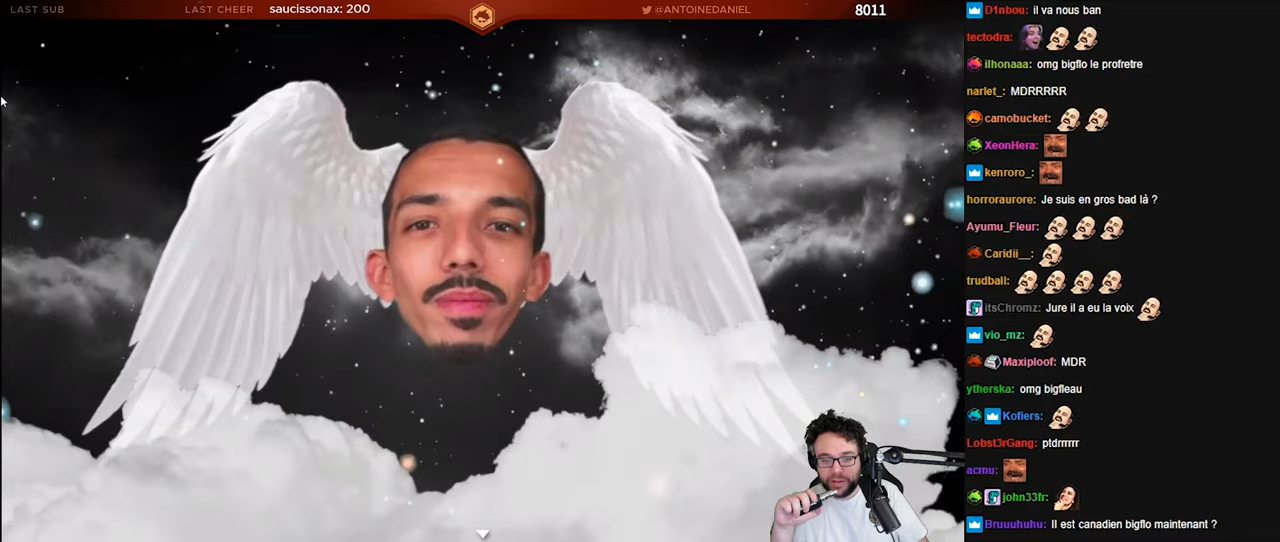 LAST SUB
LAST CHEER saucissonax: 200
@ANTOINEDANIEL
8011
D1nbou: il va nous ban
tectodra:
ilhonaaa: omg bigflo le profretre
narlet_: MDRRRRR
camobucket:
XeonHera:
kenroro_:
horroraurore: Je suis en gros bad là ?
Ayumu_Fleur:
Caridii__:
trudball:
itsChromz: Jure il a eu la voix
vio_mz:
Maxiploof: MDR
ytherska: omg bigfleau
Kofiers:
Lobst3rGang: ptdrrrrrr
acmu:
john33fr:
Bruuuhuhu: Il est canadien bigflo maintenant ?